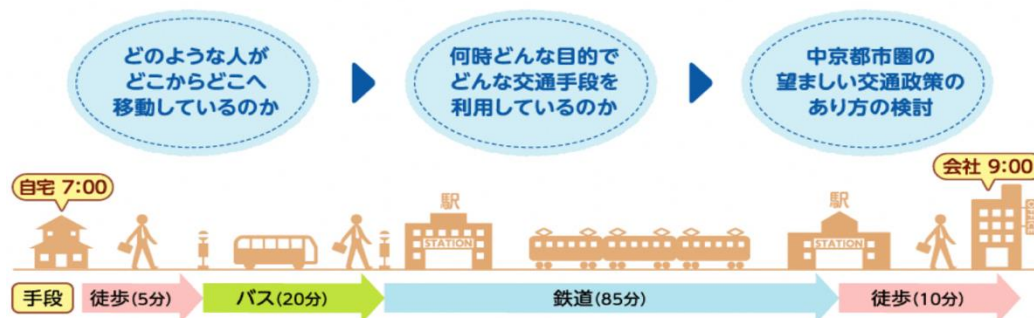 どのような人が
どこからどこへ
移動しているのか
何時どんな目的で
どんな交通手段を
利用しているのか
中京都市圏の
望ましい交通政策の
あり方の検討
自宅 7:00
会社 9:00
駅
STATION
駅
STATION
手段
徒歩(5分)
バス(20分)
鉄道(85分)
徒歩(10分)